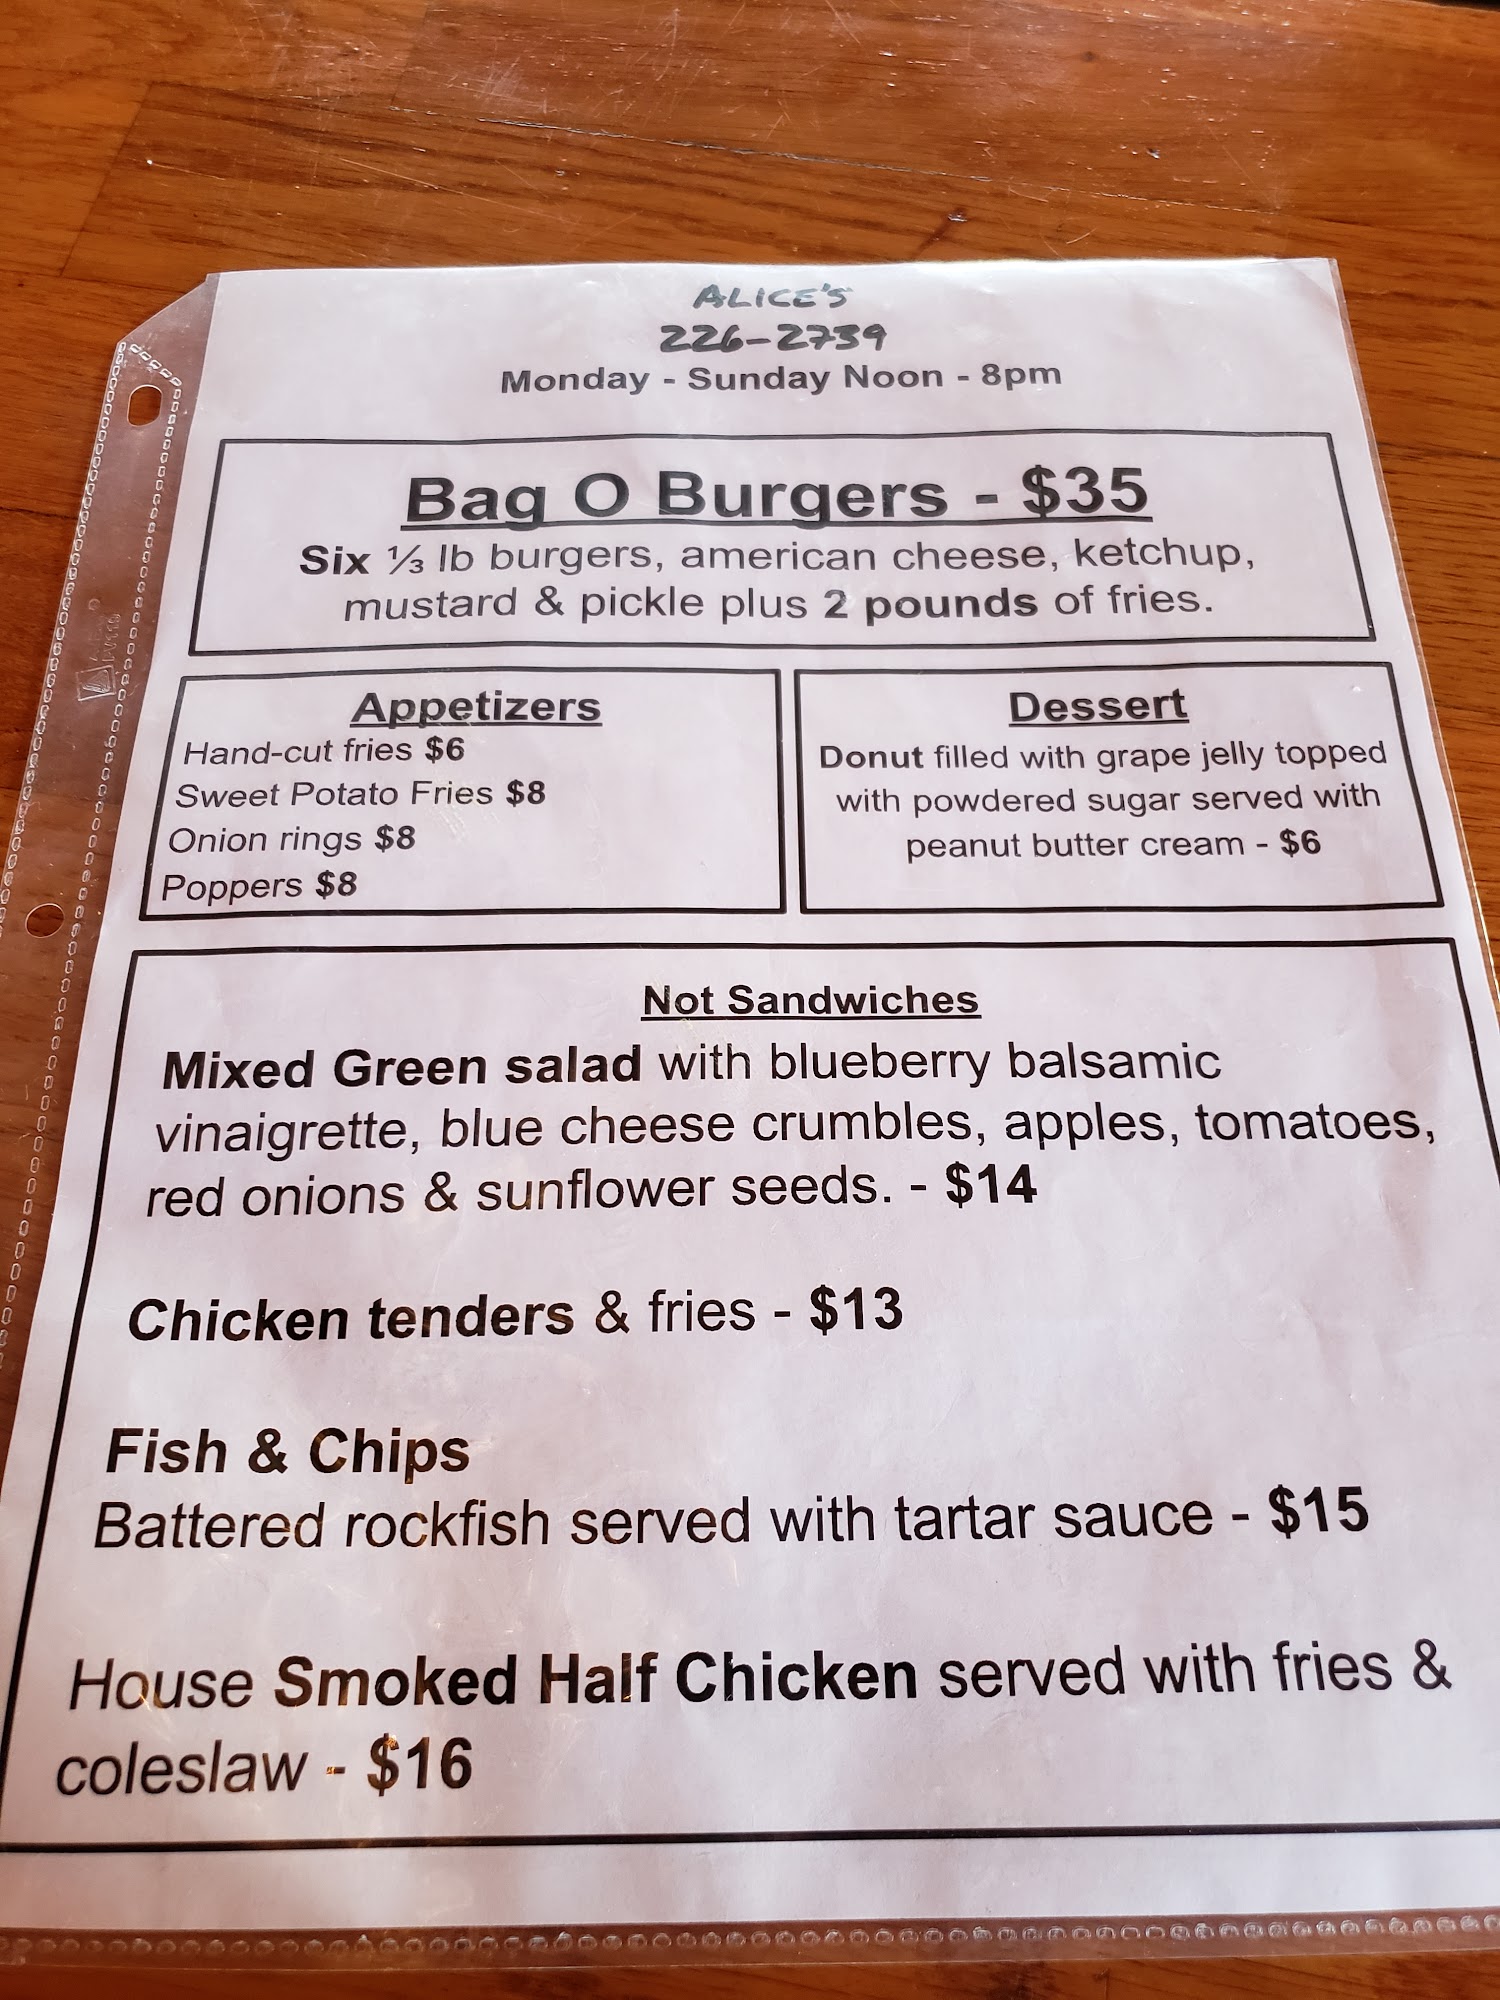 ALICE'S
226-2739
Monday - Sunday Noon - 8pm
Bag O Burgers - $35
Six ⅓ lb burgers, american cheese, ketchup,
mustard & pickle plus 2 pounds of fries.
Appetizers
Hand-cut fries $6
Sweet Potato Fries $8
Onion rings $8
Poppers $8
Dessert
Donut filled with grape jelly topped
with powdered sugar served with
peanut butter cream - $6
Not Sandwiches
Mixed Green salad with blueberry balsamic
vinaigrette, blue cheese crumbles, apples, tomatoes,
red onions & sunflower seeds. - $14
Chicken tenders & fries - $13
Fish & Chips
Battered rockfish served with tartar sauce - $15
House Smoked Half Chicken served with fries &
coleslaw - $16